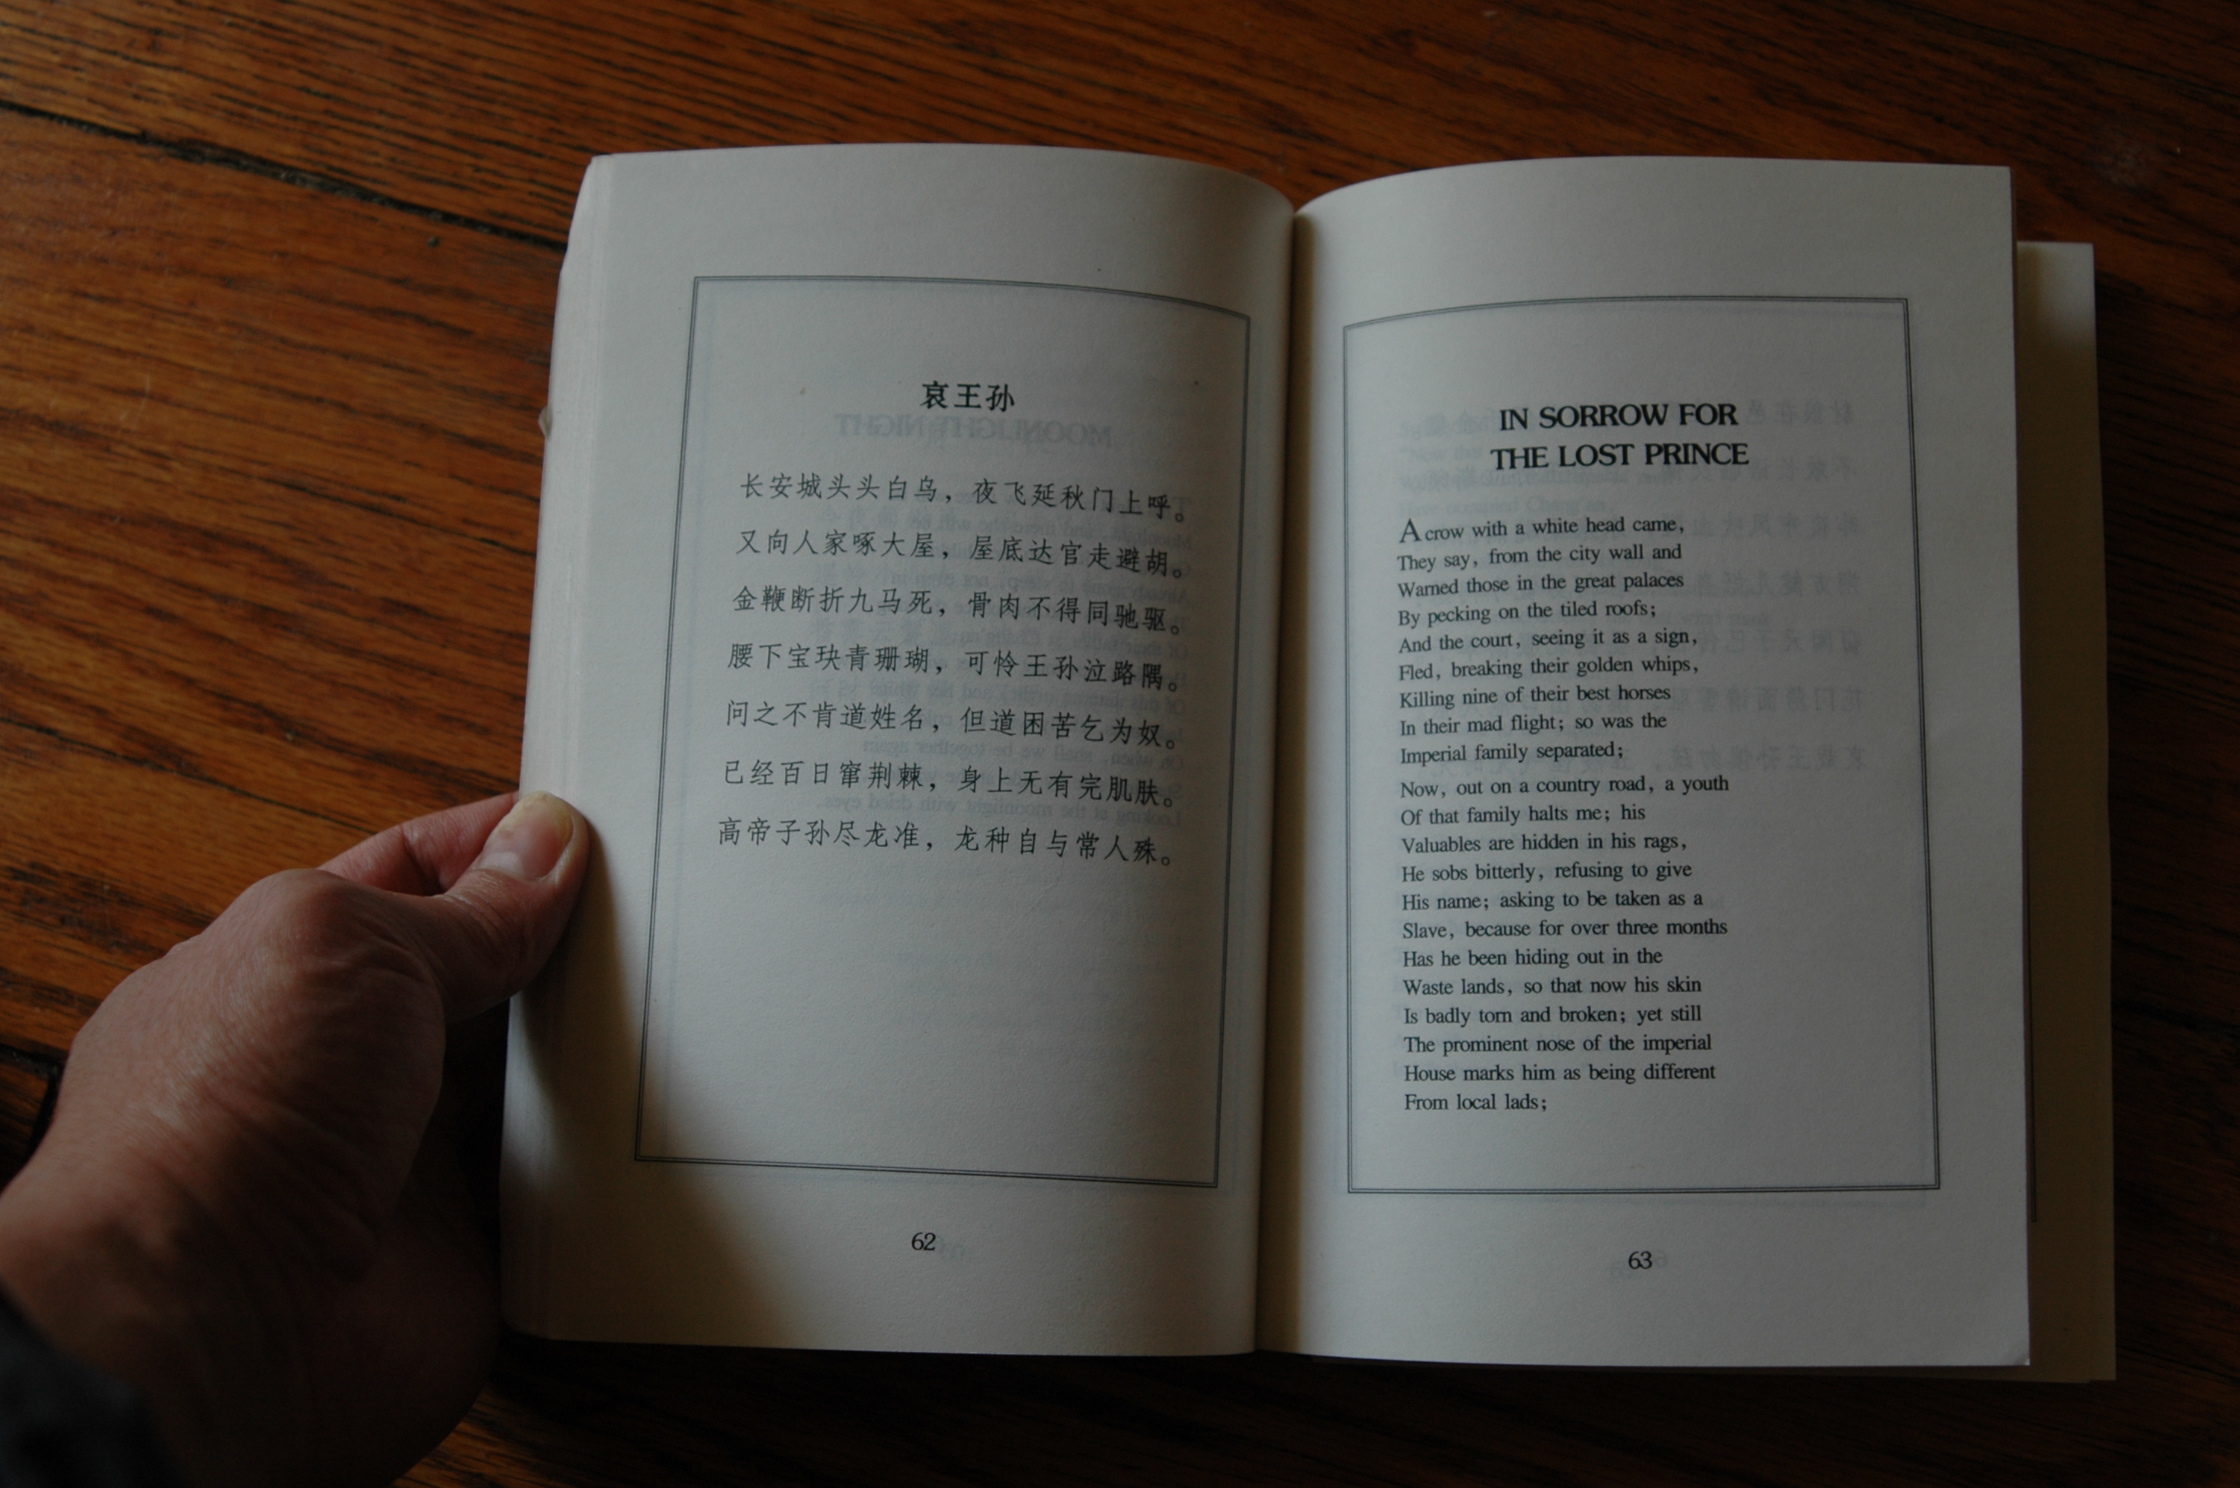 哀王孙
长安城头头白乌，夜飞延秋门上呼。
又向人家啄大屋，屋底达官走避胡。
金鞭断折九马死，骨肉不得同驰驱。
腰下宝玦青珊瑚，可怜王孙泣路隅。
问之不肯道姓名，但道困苦乞为奴。
已经百日窜荆棘，身上无有完肌肤。
高帝子孙尽龙准，龙种自与常人殊。
62
IN SORROW FOR
THE LOST PRINCE
A crow with a white head came,
They say, from the city wall and
Warned those in the great palaces
By pecking on the tiled roofs;
And the court, seeing it as a sign,
Fled, breaking their golden whips,
Killing nine of their best horses
In their mad flight; so was the
Imperial family separated;
Now, out on a country road, a youth
Of that family halts me; his
Valuables are hidden in his rags,
He sobs bitterly, refusing to give
His name; asking to be taken as a
Slave, because for over three months
Has he been hiding out in the
Waste lands, so that now his skin
Is badly torn and broken; yet still
The prominent nose of the imperial
House marks him as being different
From local lads;
63